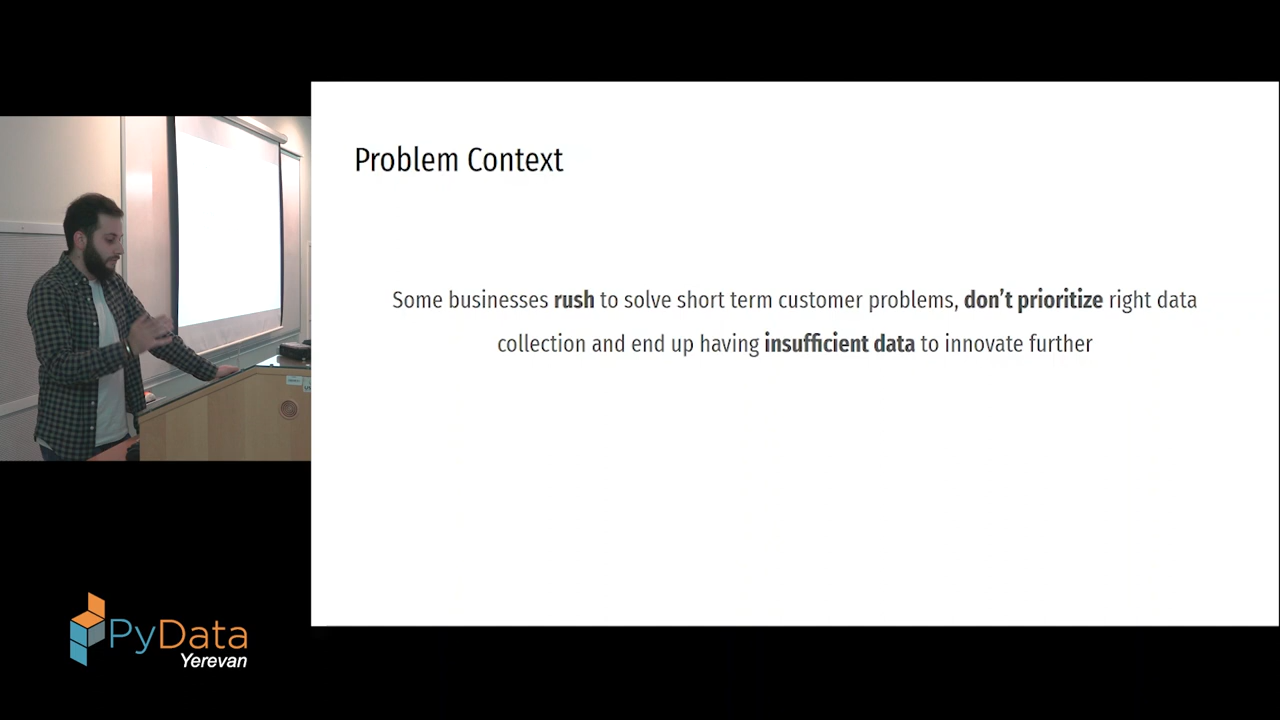 Problem Context
Some businesses rush to solve short term customer problems, don't prioritize right data
collection and end up having insufficient data to innovate further
PyData
Yerevan